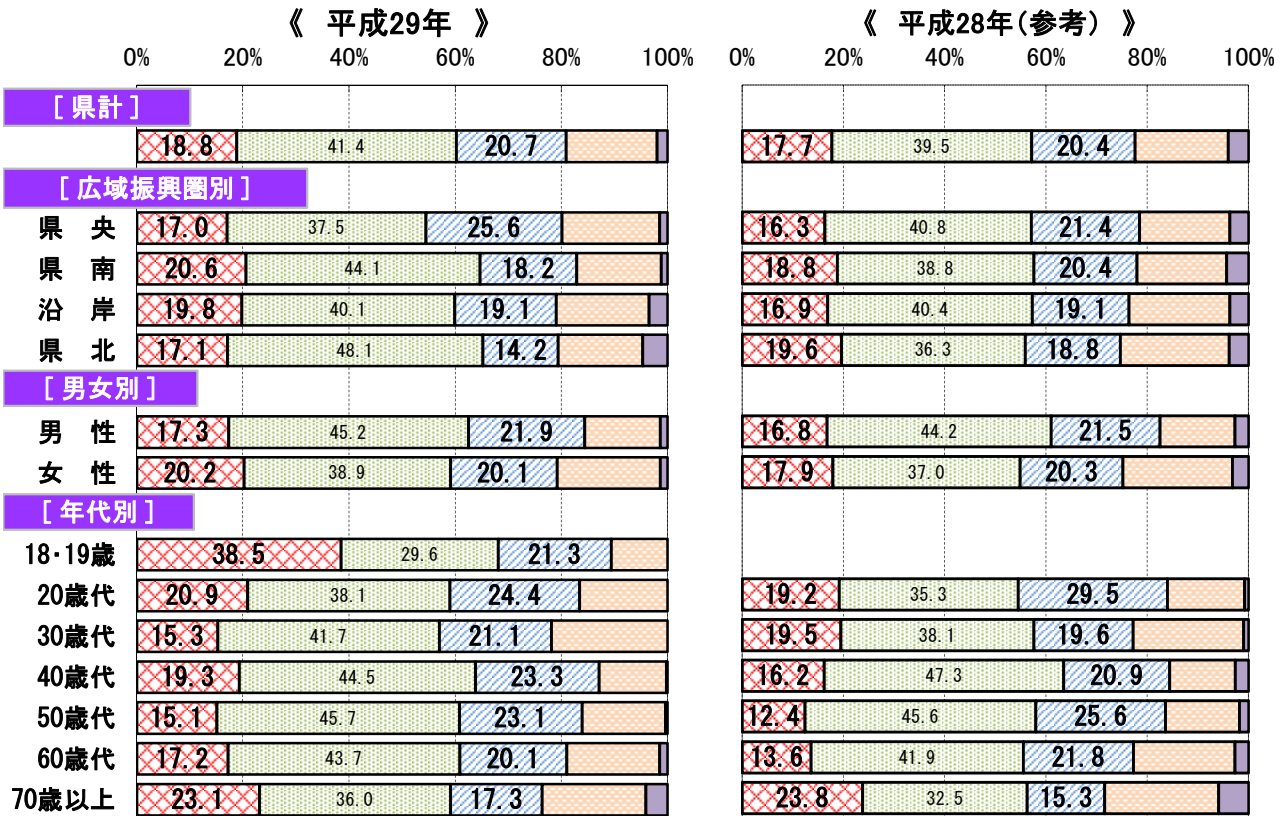 《 平成29年 》 《 平成28年(参考) 》
0% 20% 40% 60% 80% 100% 0% 20% 40% 60% 80% 100%
[ 県計 ]
18.8 41.4 20.7 17.7 39.5 20.4
[ 広域振興圏別 ]
県 央 17.0 37.5 25.6 16.3 40.8 21.4
県 南 20.6 44.1 18.2 18.8 38.8 20.4
沿 岸 19.8 40.1 19.1 16.9 40.4 19.1
県 北 17.1 48.1 14.2 19.6 36.3 18.8
[ 男女別 ]
男 性 17.3 45.2 21.9 16.8 44.2 21.5
女 性 20.2 38.9 20.1 17.9 37.0 20.3
[ 年代別 ]
18・19歳 38.5 29.6 21.3
20歳代 20.9 38.1 24.4 19.2 35.3 29.5
30歳代 15.3 41.7 21.1 19.5 38.1 19.6
40歳代 19.3 44.5 23.3 16.2 47.3 20.9
50歳代 15.1 45.7 23.1 12.4 45.6 25.6
60歳代 17.2 43.7 20.1 13.6 41.9 21.8
70歳以上 23.1 36.0 17.3 23.8 32.5 15.3